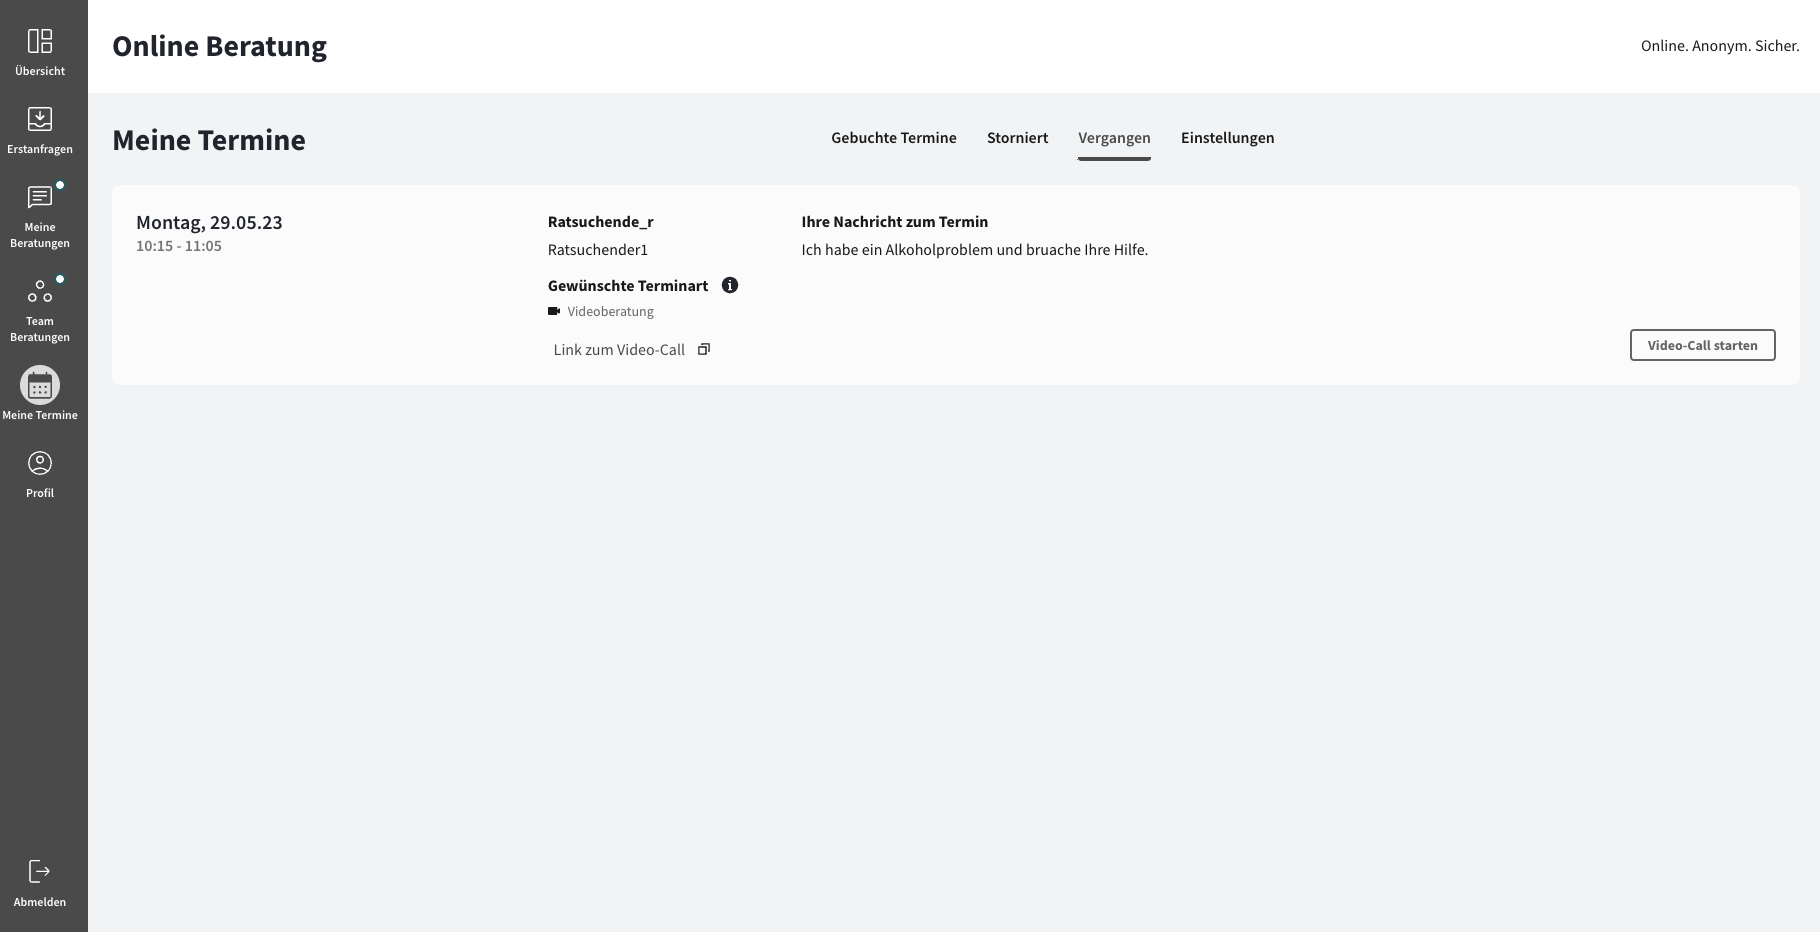 Online Beratung
Online. Anonym. Sicher.
Übersicht
Erstanfragen
Meine
Beratungen
Team
Beratungen
Meine Termine
Profil
Abmelden
Meine Termine
Gebuchte Termine
Storniert
Vergangen
Einstellungen
Montag, 29.05.23
10:15 - 11:05
Ratsuchende_r
Ratsuchender1
Gewünschte Terminart
Videoberatung
Link zum Video-Call
Ihre Nachricht zum Termin
Ich habe ein Alkoholproblem und bruache Ihre Hilfe.
Video-Call starten